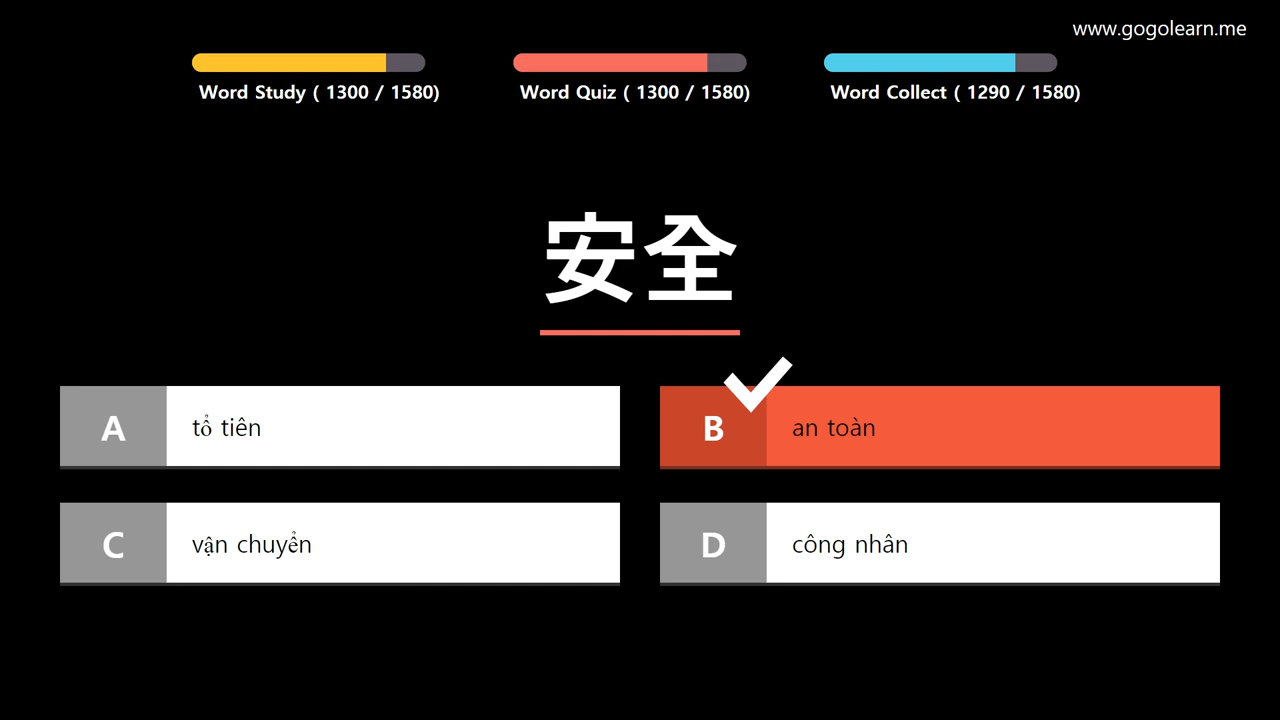 www.gogolearn.me
Word Study ( 1300 / 1580)
Word Quiz ( 1300 / 1580)
Word Collect ( 1290 / 1580)
安全
A
tổ tiên
B
an toàn
C
vận chuyển
D
công nhân